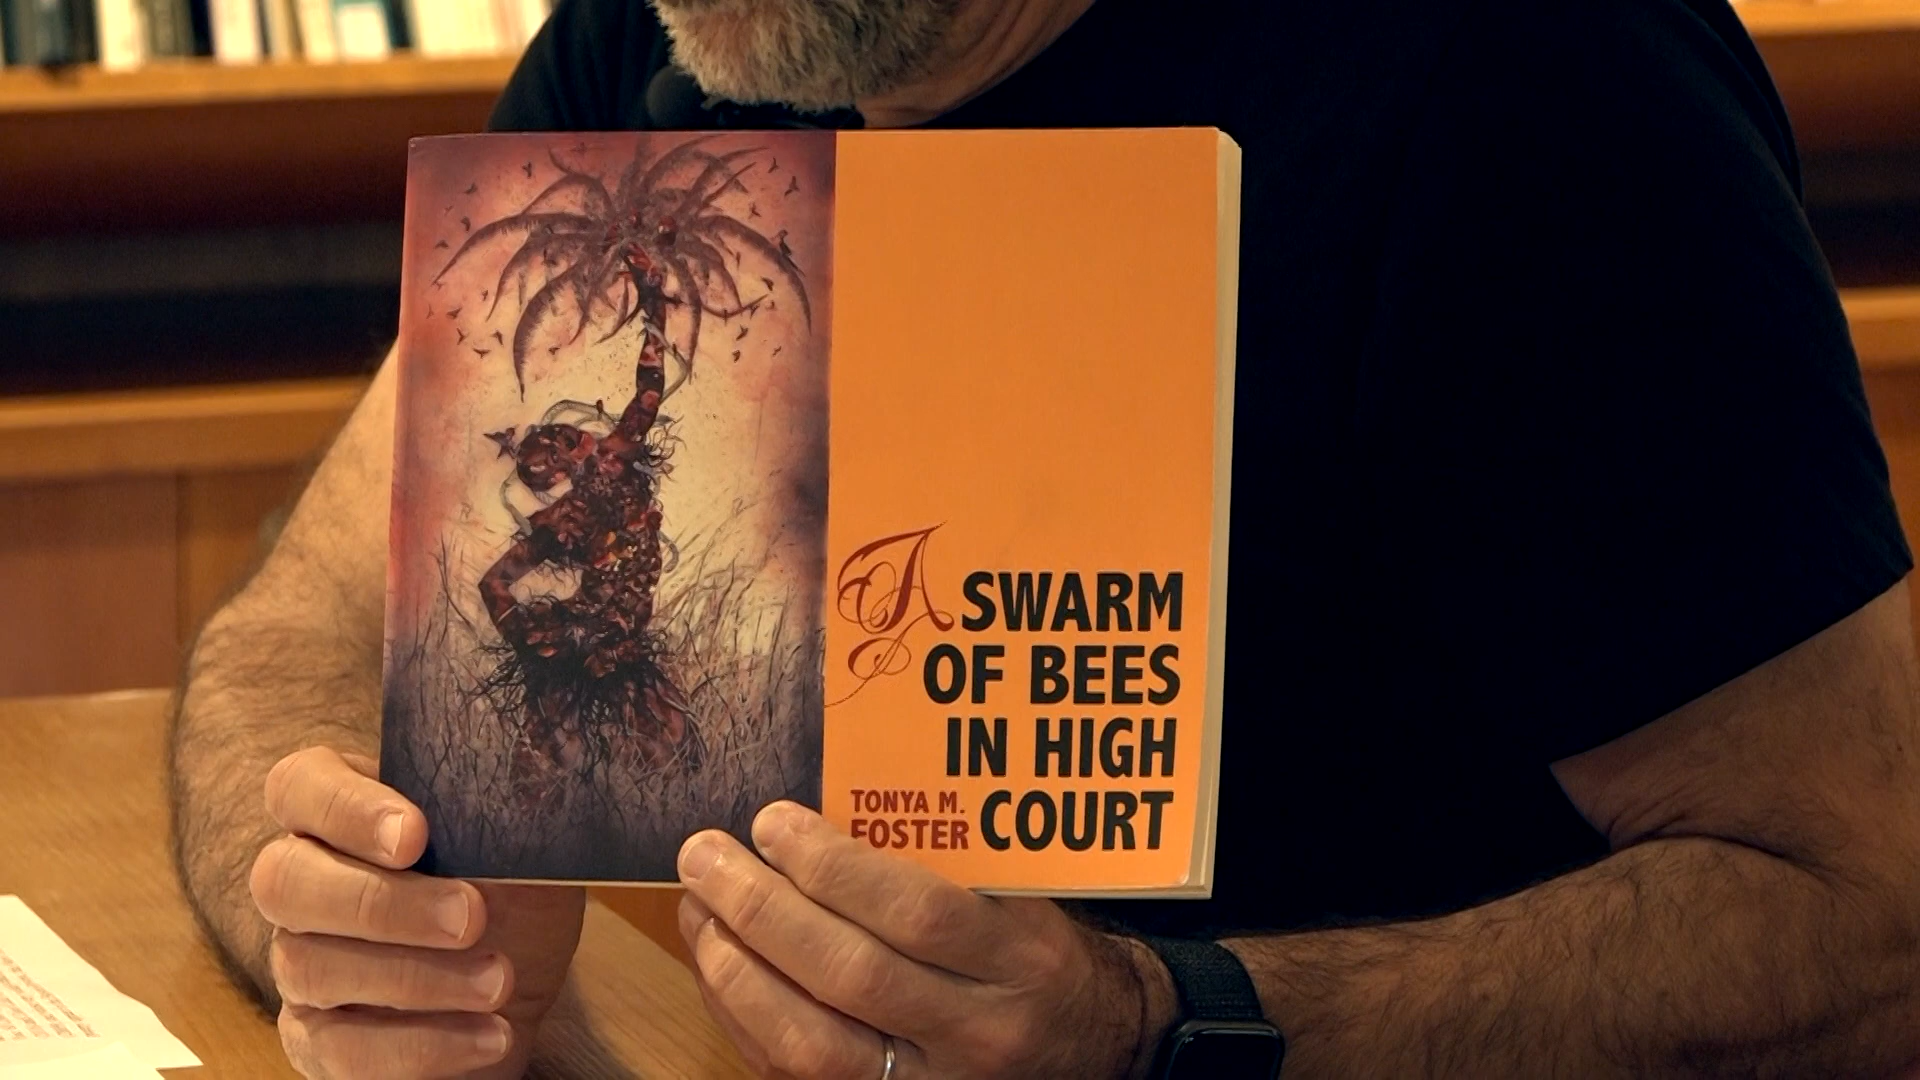 A SWARM
OF BEES
IN HIGH
COURT
TONYA M.
FOSTER